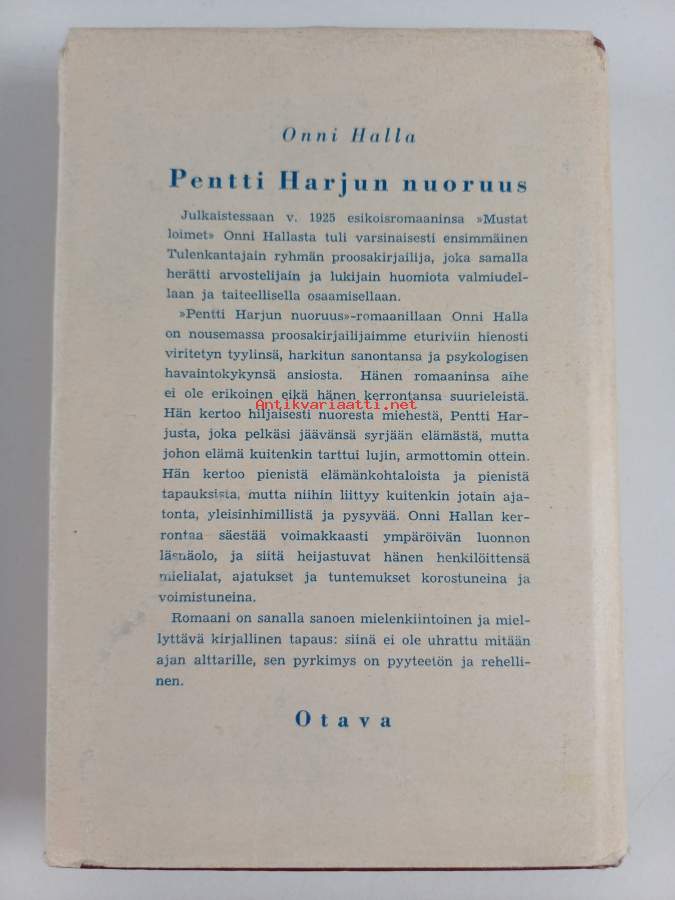 Onni Halla
Pentti Harjun nuoruus
Julkaistessaan v. 1925 esikoisromaaninsa »Mustat
loimet» Onni Hallasta tuli varsinaisesti ensimmäinen
Tulenkantajain ryhmän proosakirjailija, joka samalla
herätti arvostelijain ja lukijain huomiota valmiudel-
laan ja taiteellisella osaamisellaan.
»Pentti Harjun nuoruus»-romaanillaan Onni Halla
on nousemassa proosakirjailijaimme eturiviin hienosti
viritetyn tyylinsä, harkitun sanontansa ja psykologisen
havaintokykynsä ansiosta. Hänen romaaninsa aihe
ei ole erikoinen eikä hänen kerrontansa suurieleistä.
Antikvariaatti.net
Hän kertoo hiljaisesti nuoresta miehestä, Pentti Har-
justa, joka pelkäsi jäävänsä syrjään elämästä, mutta
johon elämä kuitenkin tarttui lujin, armottomin ottein.
Hän kertoo pienistä elämänkohtaloista ja pienistä
tapauksista, mutta niihin liittyy kuitenkin jotain aja-
tonta, yleisinhimillistä ja pysyvää. Onni Hallan ker-
rontaa säestää voimakkaasti ympäröivän luonnon
läsnäolo, ja siitä heijastuvat hänen henkilöittensä
mielialat, ajatukset ja tuntemukset korostuneina ja
voimistuneina.
Romaani on sanalla sanoen mielenkiintoinen ja miel-
lyttävä kirjallinen tapaus: siinä ei ole uhrattu mitään
ajan alttarille, sen pyrkimys on pyyteetön ja rehelli-
nen.
Otava